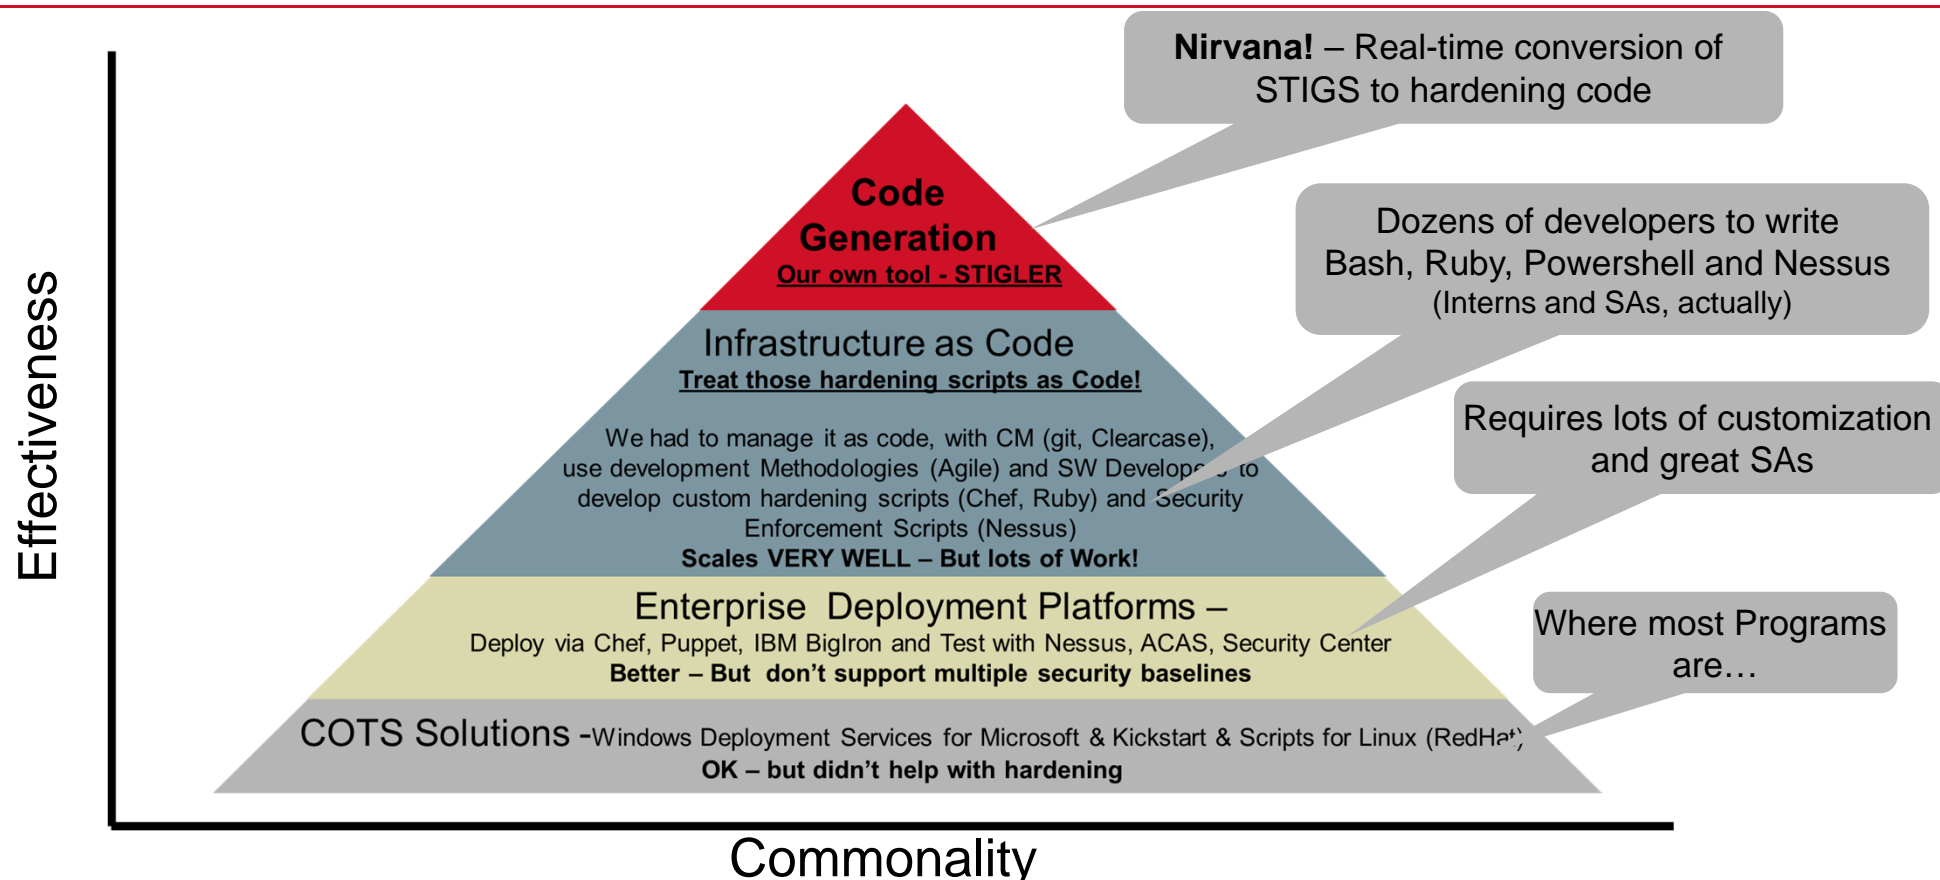 Nirvana! – Real-time conversion of
STIGS to hardening code
Code
Generation
Our own tool - STIGLER
Dozens of developers to write
Bash, Ruby, Powershell and Nessus
(Interns and SAs, actually)
Infrastructure as Code
Treat those hardening scripts as Code!
We had to manage it as code, with CM (git, Clearcase),
use development Methodologies (Agile) and SW Developers to
develop custom hardening scripts (Chef, Ruby) and Security
Enforcement Scripts (Nessus)
Scales VERY WELL – But lots of Work!
Requires lots of customization
and great SAs
Enterprise Deployment Platforms –
Deploy via Chef, Puppet, IBM BigIron and Test with Nessus, ACAS, Security Center
Better – But don't support multiple security baselines
Where most Programs
are…
COTS Solutions -Windows Deployment Services for Microsoft & Kickstart & Scripts for Linux (RedHat)
OK – but didn't help with hardening
Effectiveness
Commonality